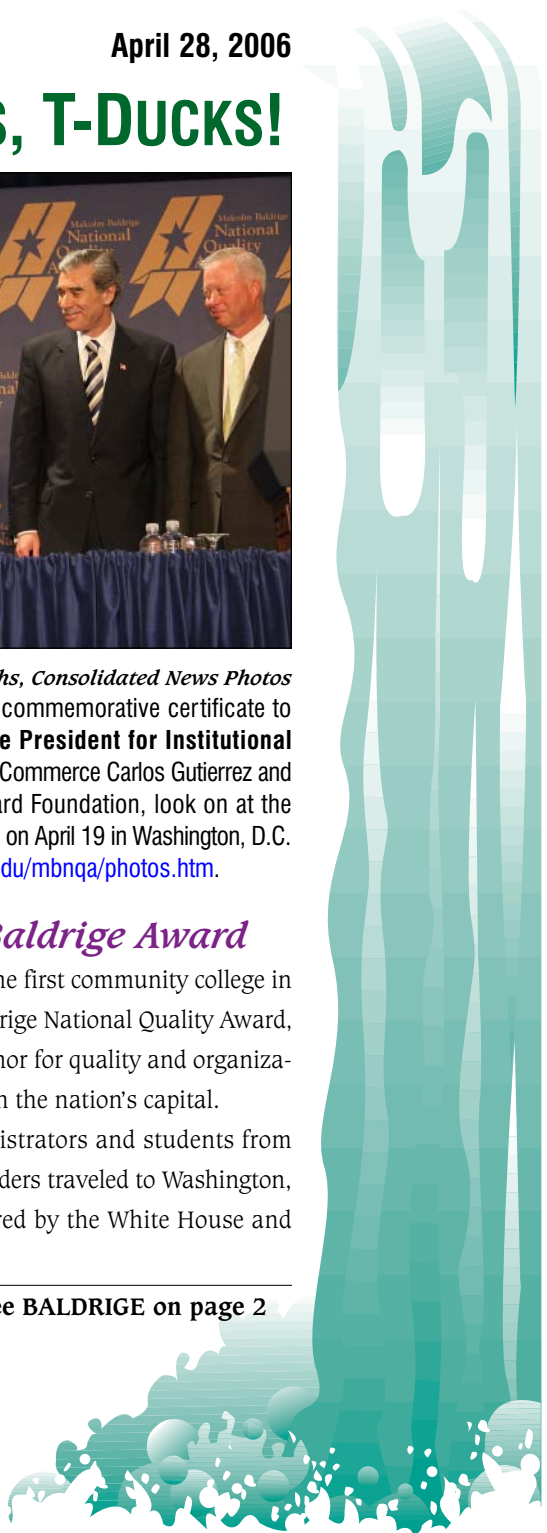 April 28, 2006
s, T-DUCKS!
Malcolm Baldrige
National
Quality
Malcolm Baldrige
National
Quality
hs, Consolidated News Photos
commemorative certificate to
e President for Institutional
Commerce Carlos Gutierrez and
ard Foundation, look on at the
on April 19 in Washington, D.C.
du/mbnqa/photos.htm.
Baldrige Award
he first community college in
rige National Quality Award,
nor for quality and organiza-
n the nation's capital.
istrators and students from
ders traveled to Washington,
red by the White House and
ee BALDRIGE on page 2